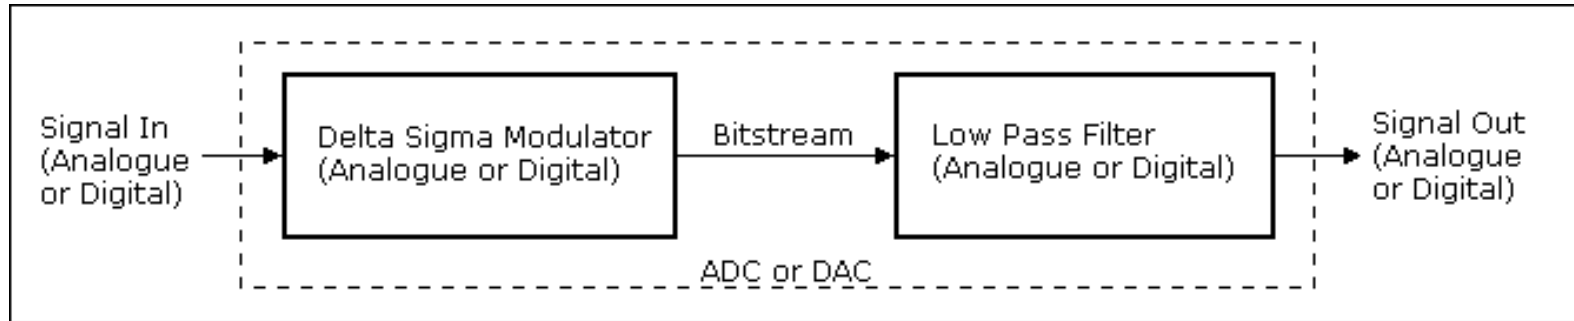 Signal In
(Analogue
or Digital)
Delta Sigma Modulator
(Analogue or Digital)
Bitstream
Low Pass Filter
(Analogue or Digital)
Signal Out
(Analogue
or Digital)
ADC or DAC